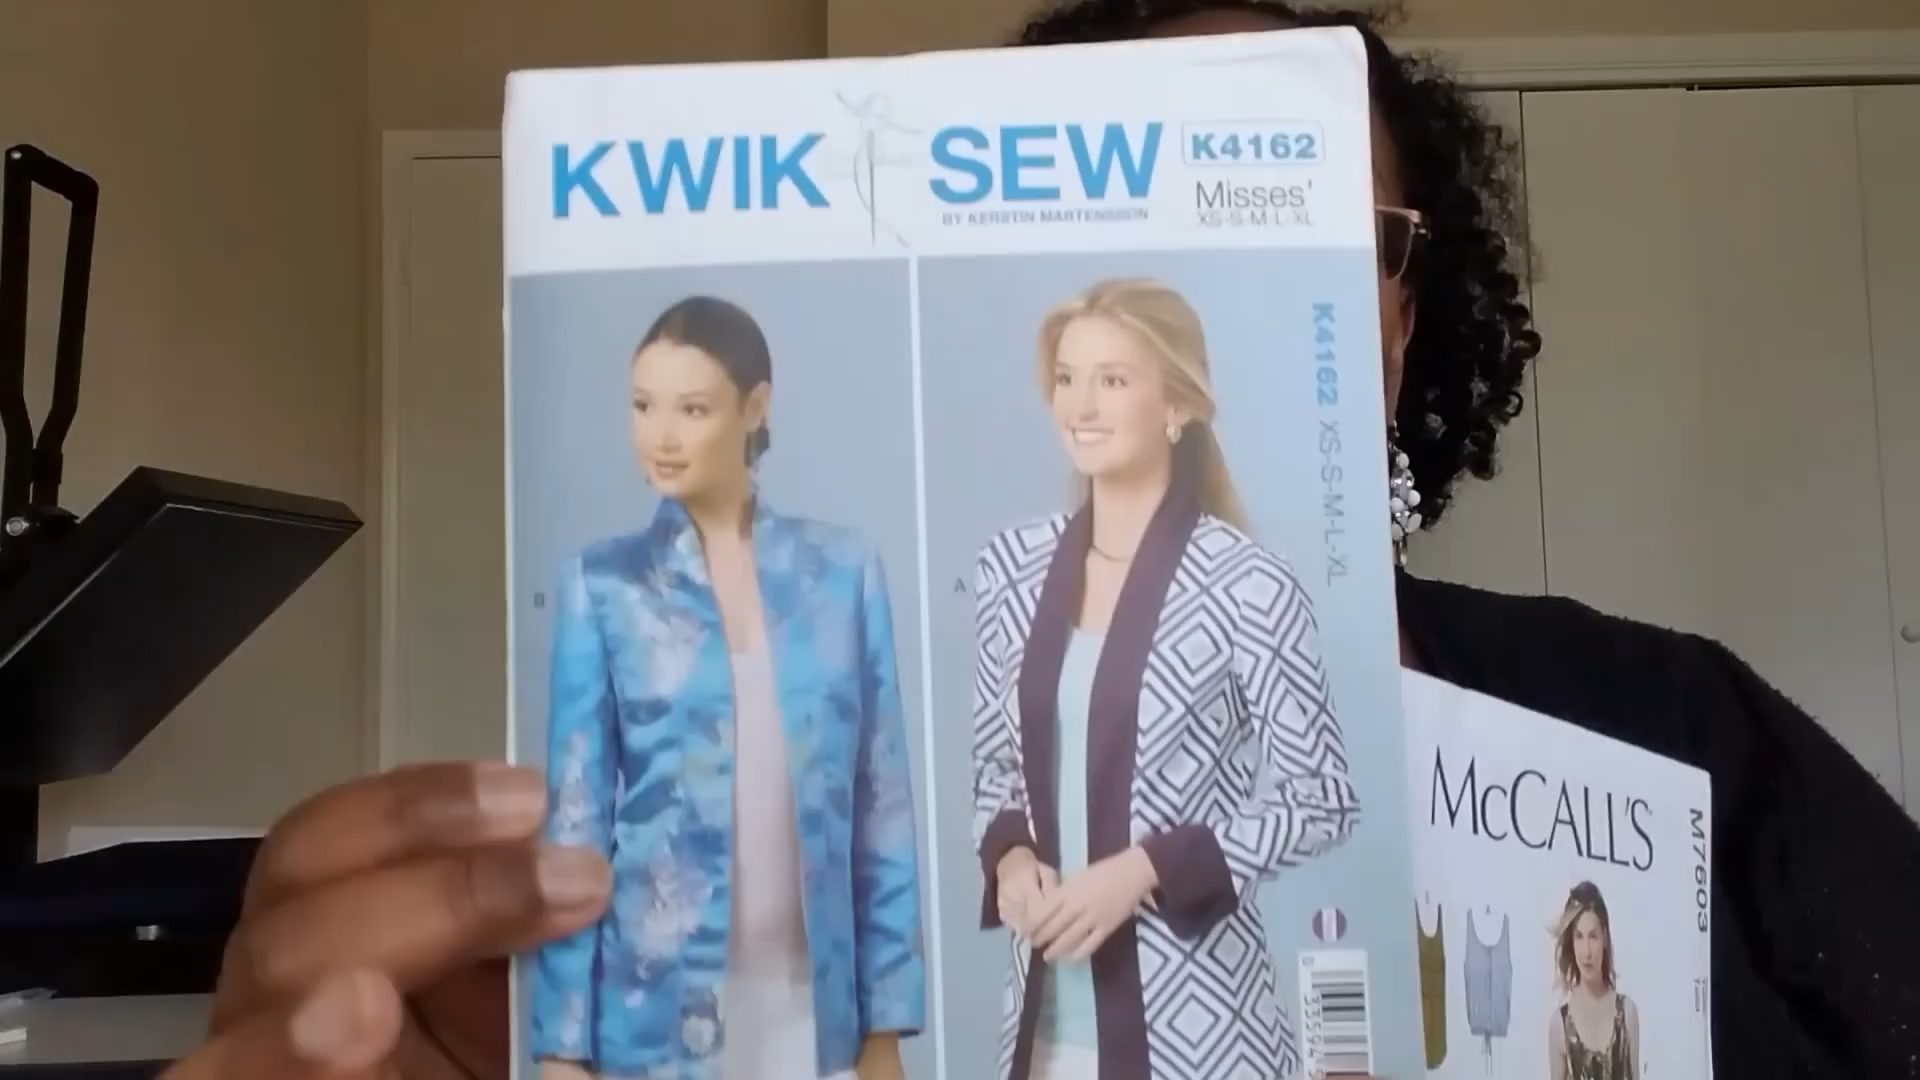 KWIK SEW
BY KERSTIN MARTENSSON
K4162
Misses'
XS-S-M-L-XL
K4162 XS-S-M-L-XL
B
A
McCALL'S
M7603